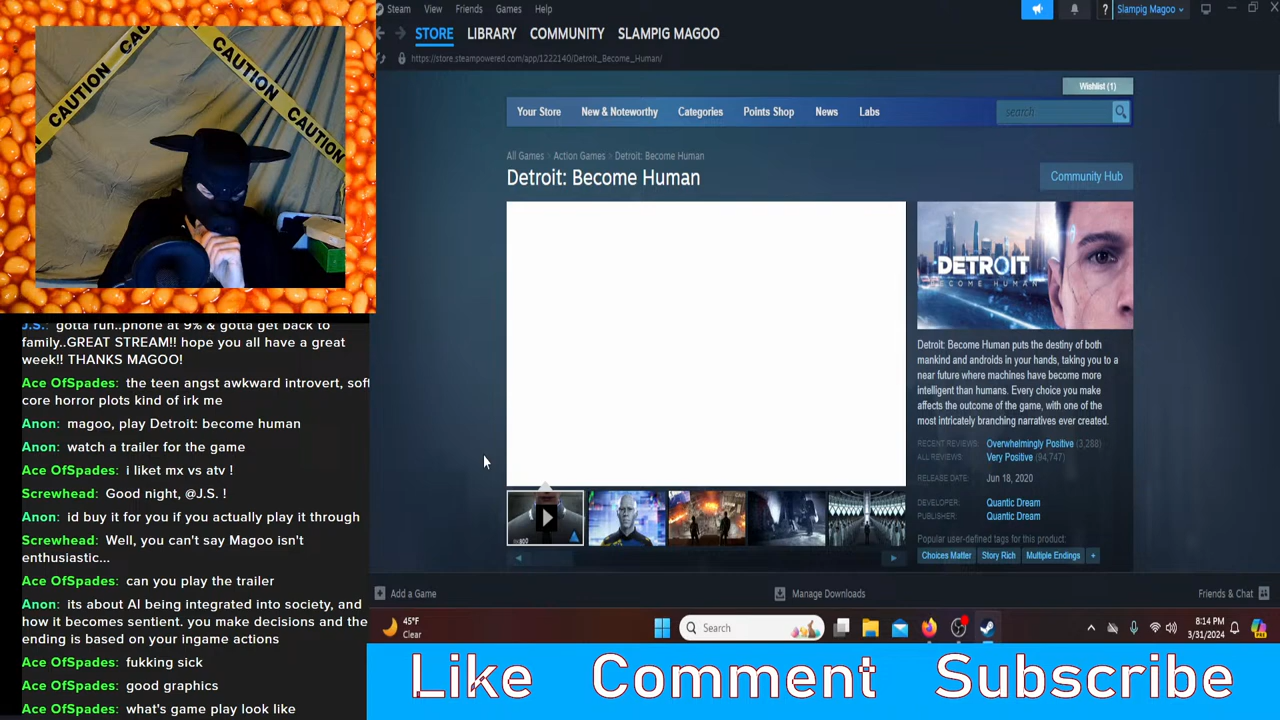 Steam View Friends Games Help
Slampig Magoo
STORE LIBRARY COMMUNITY SLAMPIG MAGOO
https://store.steampowered.com/app/1222140/Detroit_Become_Human/
Wishlist (1)
Your Store New & Noteworthy Categories Points Shop News Labs
search
All Games > Action Games > Detroit: Become Human
Detroit: Become Human
Community Hub
DETROIT
BECOME HUMAN
Detroit: Become Human puts the destiny of both
mankind and androids in your hands, taking you to a
near future where machines have become more
intelligent than humans. Every choice you make
affects the outcome of the game, with one of the
most intricately branching narratives ever created.
RECENT REVIEWS: Overwhelmingly Positive (3,288)
ALL REVIEWS: Very Positive (94,747)
RELEASE DATE: Jun 18, 2020
DEVELOPER: Quantic Dream
PUBLISHER: Quantic Dream
Popular user-defined tags for this product:
Choices Matter Story Rich Multiple Endings +
Add a Game
Manage Downloads
Friends & Chat
45°F
Clear
Search
8:14 PM
3/31/2024
CAUTION
CAUTION
CAUTION
CAUTION
CAUTION
J.S.: gotta run..phone at 9% & gotta get back to
family..GREAT STREAM!! hope you all have a great
week!! THANKS MAGOO!
Ace OfSpades: the teen angst awkward introvert, soft
core horror plots kind of irk me
Anon: magoo, play Detroit: become human
Anon: watch a trailer for the game
Ace OfSpades: i liket mx vs atv !
Screwhead: Good night, @J.S. !
Anon: id buy it for you if you actually play it through
Screwhead: Well, you can't say Magoo isn't
enthusiastic...
Ace OfSpades: can you play the trailer
Anon: its about AI being integrated into society, and
how it becomes sentient. you make decisions and the
ending is based on your ingame actions
Ace OfSpades: fukking sick
Ace OfSpades: good graphics
Ace OfSpades: what's game play look like
Like Comment Subscribe